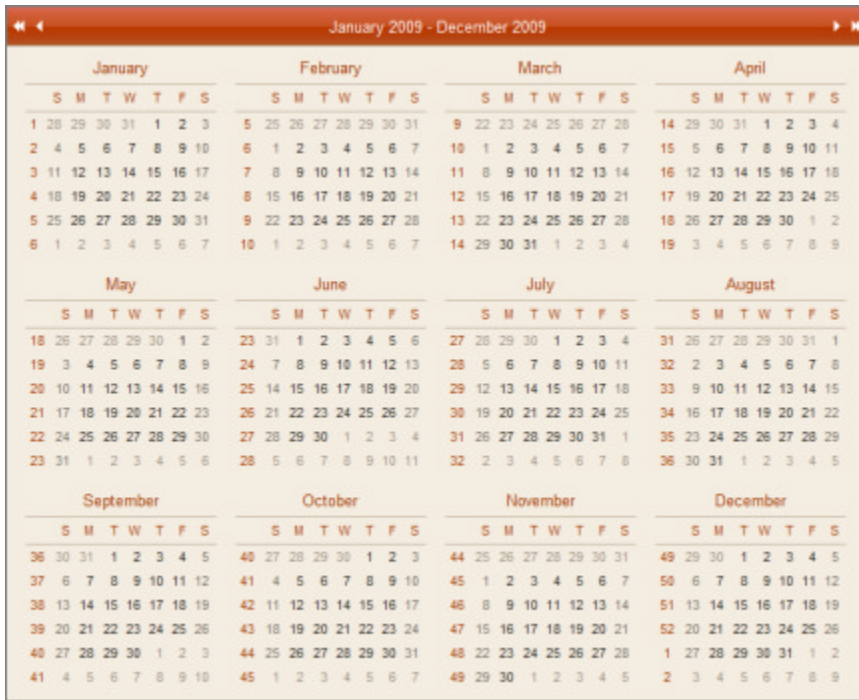 January 2009 - December 2009
January
S M T W T F S
1 28 29 30 31 1 2 3
2 4 5 6 7 8 9 10
3 11 12 13 14 15 16 17
4 18 19 20 21 22 23 24
5 25 26 27 28 29 30 31
6 1 2 3 4 5 6 7
February
S M T W T F S
5 25 26 27 28 29 30 31
6 1 2 3 4 5 6 7
7 8 9 10 11 12 13 14
8 15 16 17 18 19 20 21
9 22 23 24 25 26 27 28
10 1 2 3 4 5 6 7
March
S M T W T F S
9 22 23 24 25 26 27 28
10 1 2 3 4 5 6 7
11 8 9 10 11 12 13 14
12 15 16 17 18 19 20 21
13 22 23 24 25 26 27 28
14 29 30 31 1 2 3 4
April
S M T W T F S
14 29 30 31 1 2 3 4
15 5 6 7 8 9 10 11
16 12 13 14 15 16 17 18
17 19 20 21 22 23 24 25
18 26 27 28 29 30 1 2
19 3 4 5 6 7 8 9
May
S M T W T F S
18 26 27 28 29 30 1 2
19 3 4 5 6 7 8 9
20 10 11 12 13 14 15 16
21 17 18 19 20 21 22 23
22 24 25 26 27 28 29 30
23 31 1 2 3 4 5 6
June
S M T W T F S
23 31 1 2 3 4 5 6
24 7 8 9 10 11 12 13
25 14 15 16 17 18 19 20
26 21 22 23 24 25 26 27
27 28 29 30 1 2 3 4
28 5 6 7 8 9 10 11
July
S M T W T F S
27 28 29 30 1 2 3 4
28 5 6 7 8 9 10 11
29 12 13 14 15 16 17 18
30 19 20 21 22 23 24 25
31 26 27 28 29 30 31 1
32 2 3 4 5 6 7 8
August
S M T W T F S
31 26 27 28 29 30 31 1
32 2 3 4 5 6 7 8
33 9 10 11 12 13 14 15
34 16 17 18 19 20 21 22
35 23 24 25 26 27 28 29
36 30 31 1 2 3 4 5
September
S M T W T F S
36 30 31 1 2 3 4 5
37 6 7 8 9 10 11 12
38 13 14 15 16 17 18 19
39 20 21 22 23 24 25 26
40 27 28 29 30 1 2 3
41 4 5 6 7 8 9 10
October
S M T W T F S
40 27 28 29 30 1 2 3
41 4 5 6 7 8 9 10
42 11 12 13 14 15 16 17
43 18 19 20 21 22 23 24
44 25 26 27 28 29 30 31
45 1 2 3 4 5 6 7
November
S M T W T F S
44 25 26 27 28 29 30 31
45 1 2 3 4 5 6 7
46 8 9 10 11 12 13 14
47 15 16 17 18 19 20 21
48 22 23 24 25 26 27 28
49 29 30 1 2 3 4 5
December
S M T W T F S
49 29 30 1 2 3 4 5
50 6 7 8 9 10 11 12
51 13 14 15 16 17 18 19
52 20 21 22 23 24 25 26
1 27 28 29 30 31 1 2
2 3 4 5 6 7 8 9